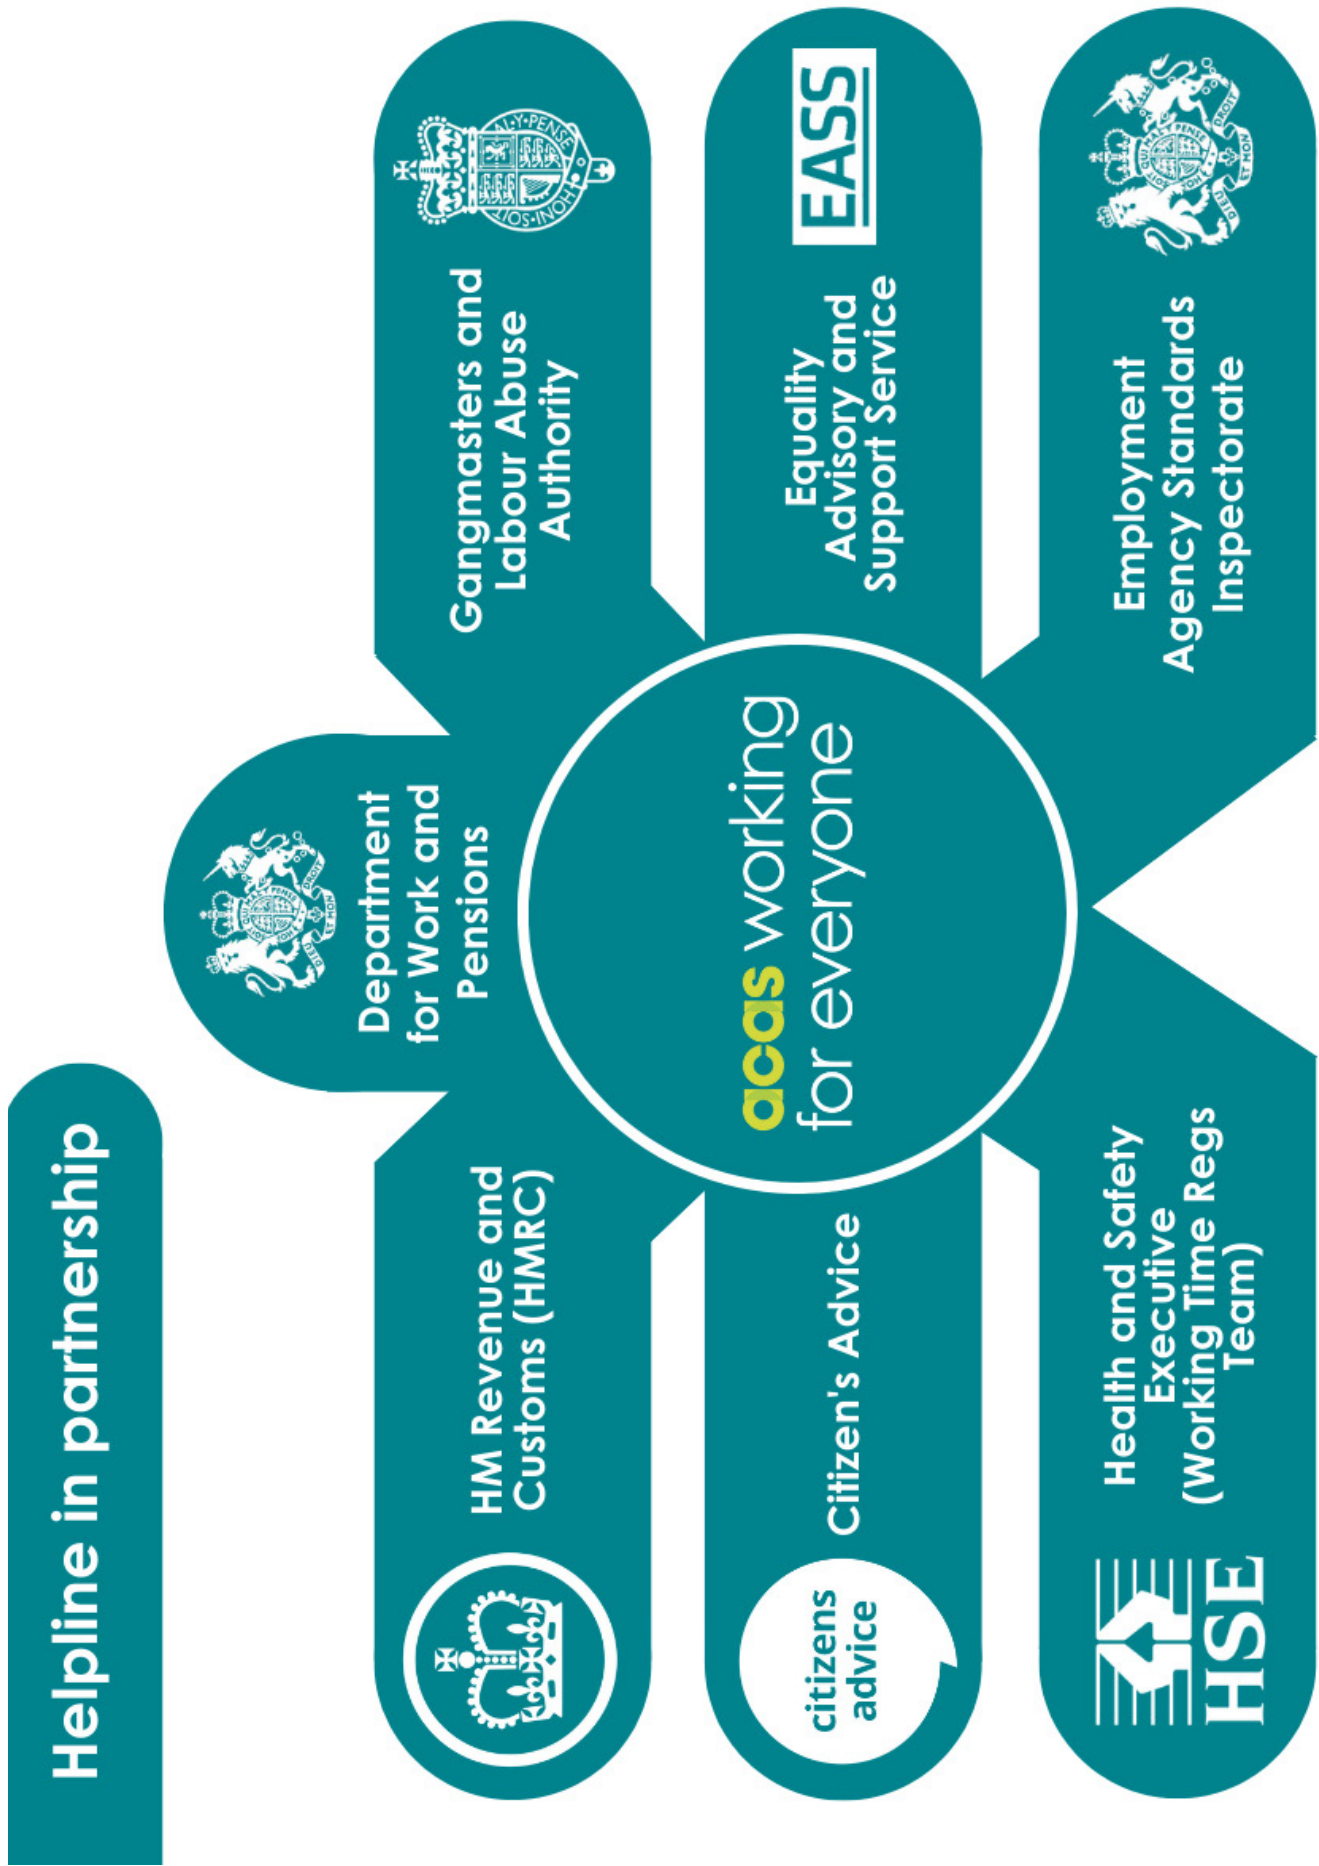 Helpline in partnership
Department
for Work and
Pensions
HM Revenue and
Customs (HMRC)
Gangmasters and
Labour Abuse
Authority
acas working
for everyone
citizens
advice
Citizen's Advice
Equality
Advisory and
Support Service
EASS
HSE
Health and Safety
Executive
(Working Time Regs
Team)
Employment
Agency Standards
Inspectorate